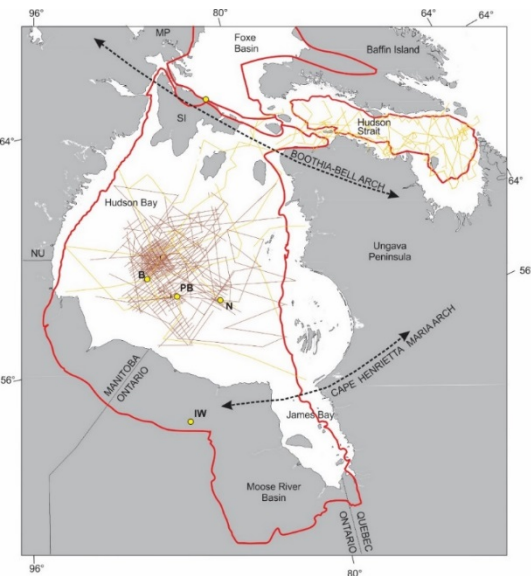 96°
80°
64°
64°
MP
Foxe
Basin
Baffin Island
SI
Hudson
Strait
64°
BOOTHIA-BELL ARCH
64°
Hudson Bay
Ungava
Peninsula
NU
B
PB
N
56°
CAPE HENRIETTA MARIA ARCH
56°
MANITOBA
ONTARIO
IW
James Bay
Moose River
Basin
ONTARIO
QUEBEC
96°
80°